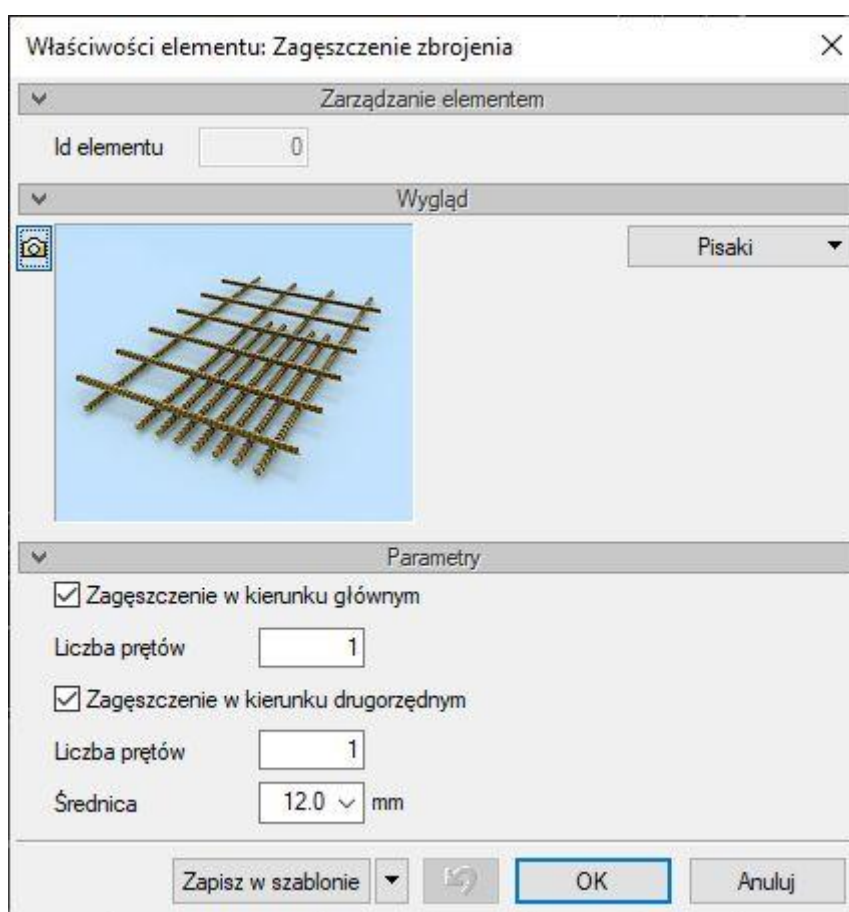 Właściwości elementu: Zagęszczenie zbrojenia
Zarządzanie elementem
Id elementu 0
Wygląd
Pisaki
Parametry
Zagęszczenie w kierunku głównym
Liczba prętów 1
Zagęszczenie w kierunku drugorzędnym
Liczba prętów 1
Średnica 12.0 mm
Zapisz w szablonie OK Anuluj